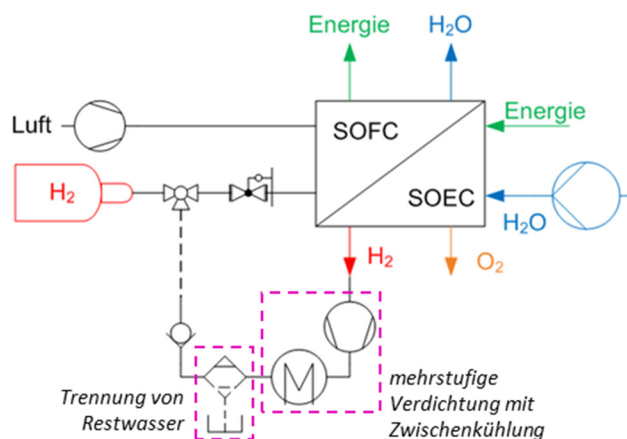 Energie
H₂O
Luft
SOFC
Energie
H₂
SOEC
H₂O
H₂
O₂
Trennung von
Restwasser
mehrstufige
Verdichtung mit
Zwischenkühlung